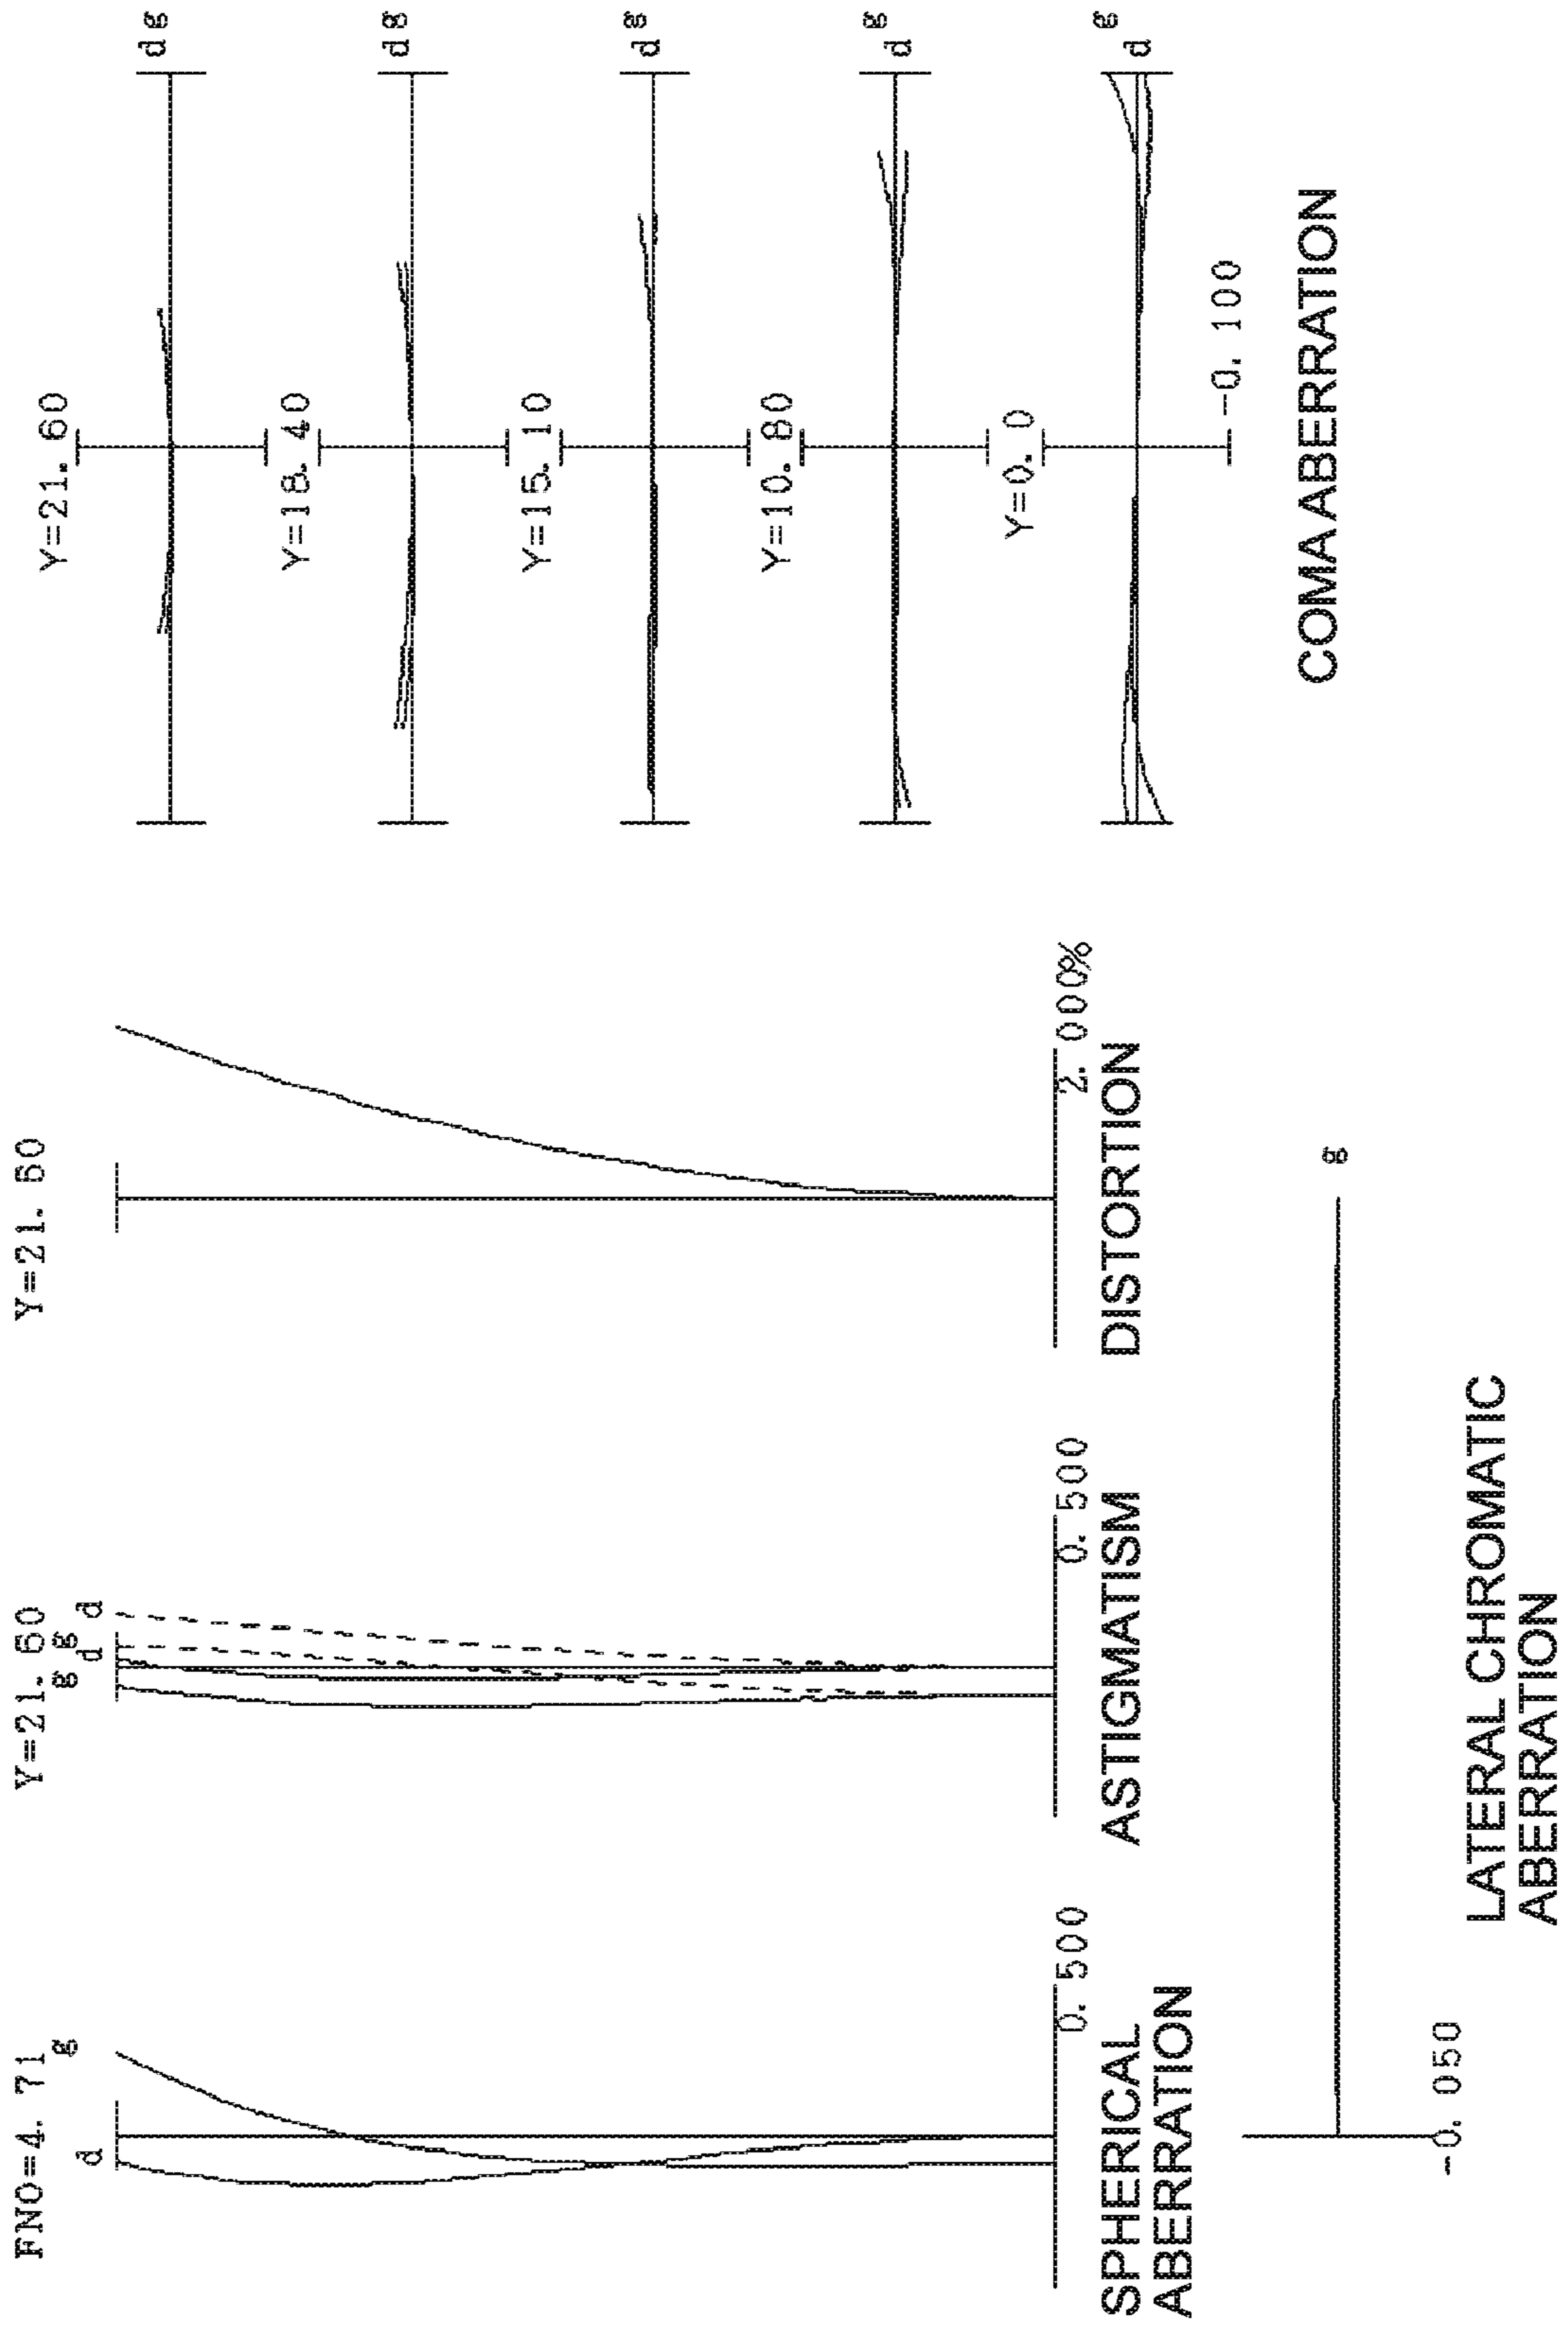 FNO=4. 71
d
g
0. 500
SPHERICAL
ABERRATION
Y=21. 60
g d g d
0. 500
ASTIGMATISM
Y=21. 60
2. 000%
DISTORTION
Y=21. 60
d g
Y=18. 40
d g
Y=15. 10
d g
Y=10. 80
d g
Y=0. 0
d g
-0. 100
COMA ABERRATION
g
-0. 050
LATERAL CHROMATIC
ABERRATION